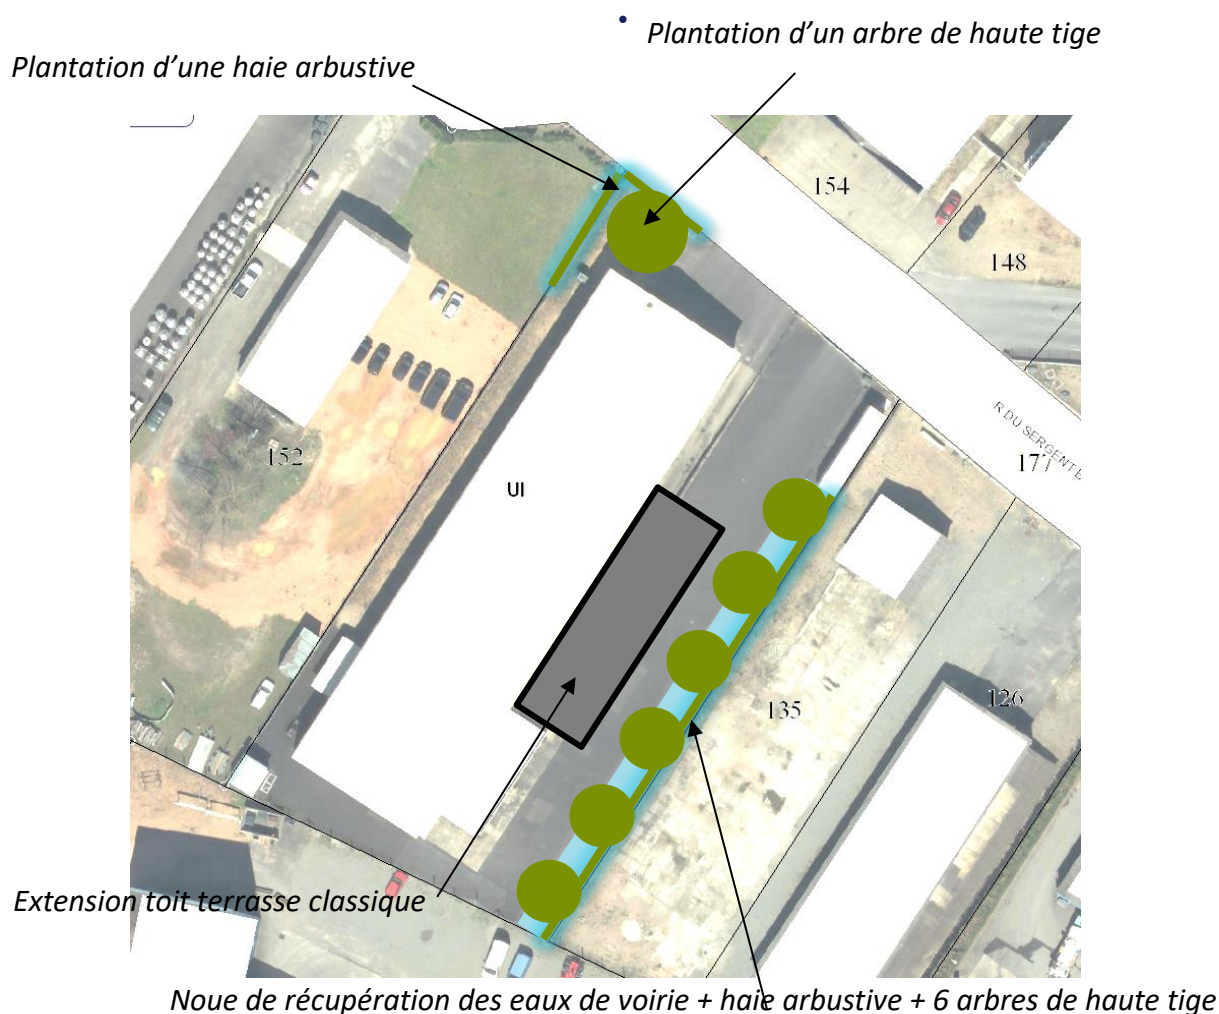 Plantation d’un arbre de haute tige
Plantation d’une haie arbustive
154
148
R DU SERGENTE
171
152
UI
135
126
Extension toit terrasse classique
Noue de récupération des eaux de voirie + haie arbustive + 6 arbres de haute tige